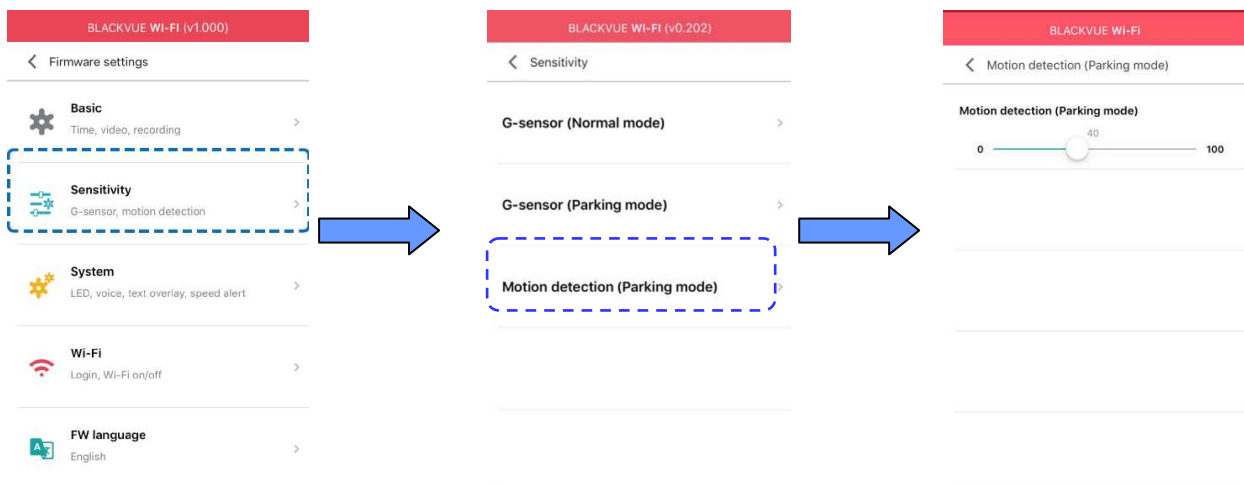 BLACKVUE WI-FI (v1.000)
Firmware settings
Basic
Time, video, recording
Sensitivity
G-sensor, motion detection
System
LED, voice, text overlay, speed alert
Wi-Fi
Login, Wi-Fi on/off
FW language
English
BLACKVUE WI-FI (v0.202)
Sensitivity
G-sensor (Normal mode)
G-sensor (Parking mode)
Motion detection (Parking mode)
BLACKVUE Wi-Fi
Motion detection (Parking mode)
Motion detection (Parking mode)
40
0 100